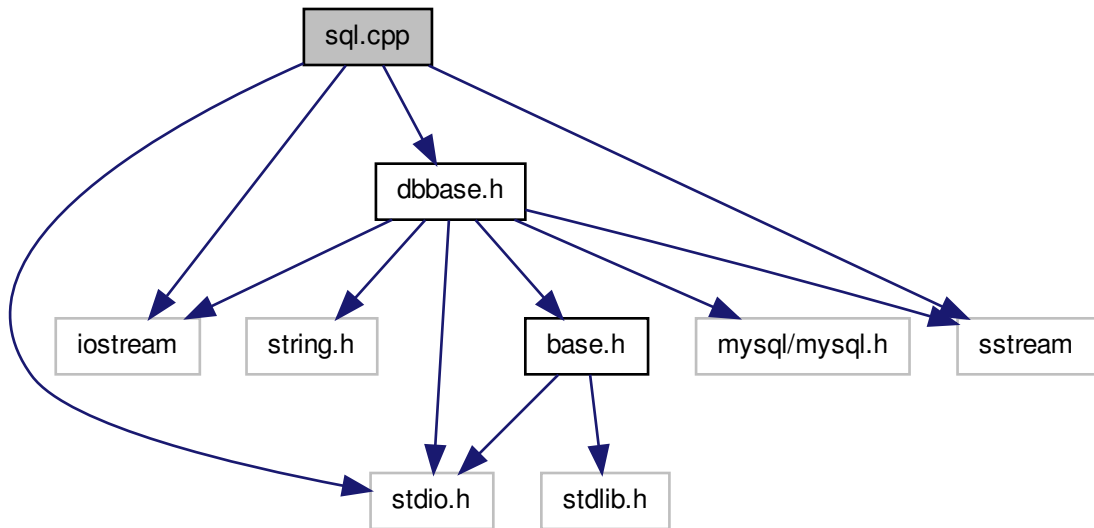 sql.cpp
dbbase.h
iostream
string.h
base.h
mysql/mysql.h
sstream
stdio.h
stdlib.h